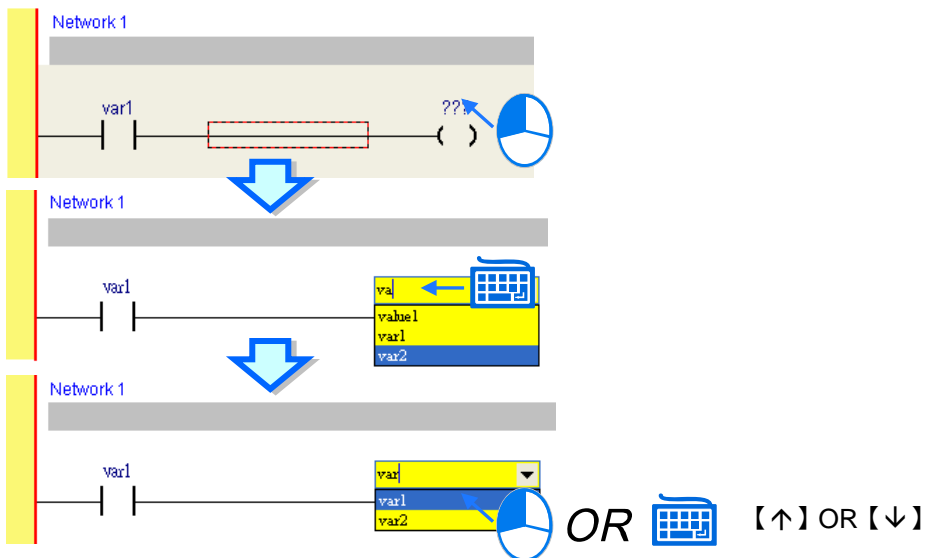 Network 1
var1
???
Network 1
var1
va
value1
var1
var2
Network 1
var1
var
var1
var2
OR 【↑】OR【↓】